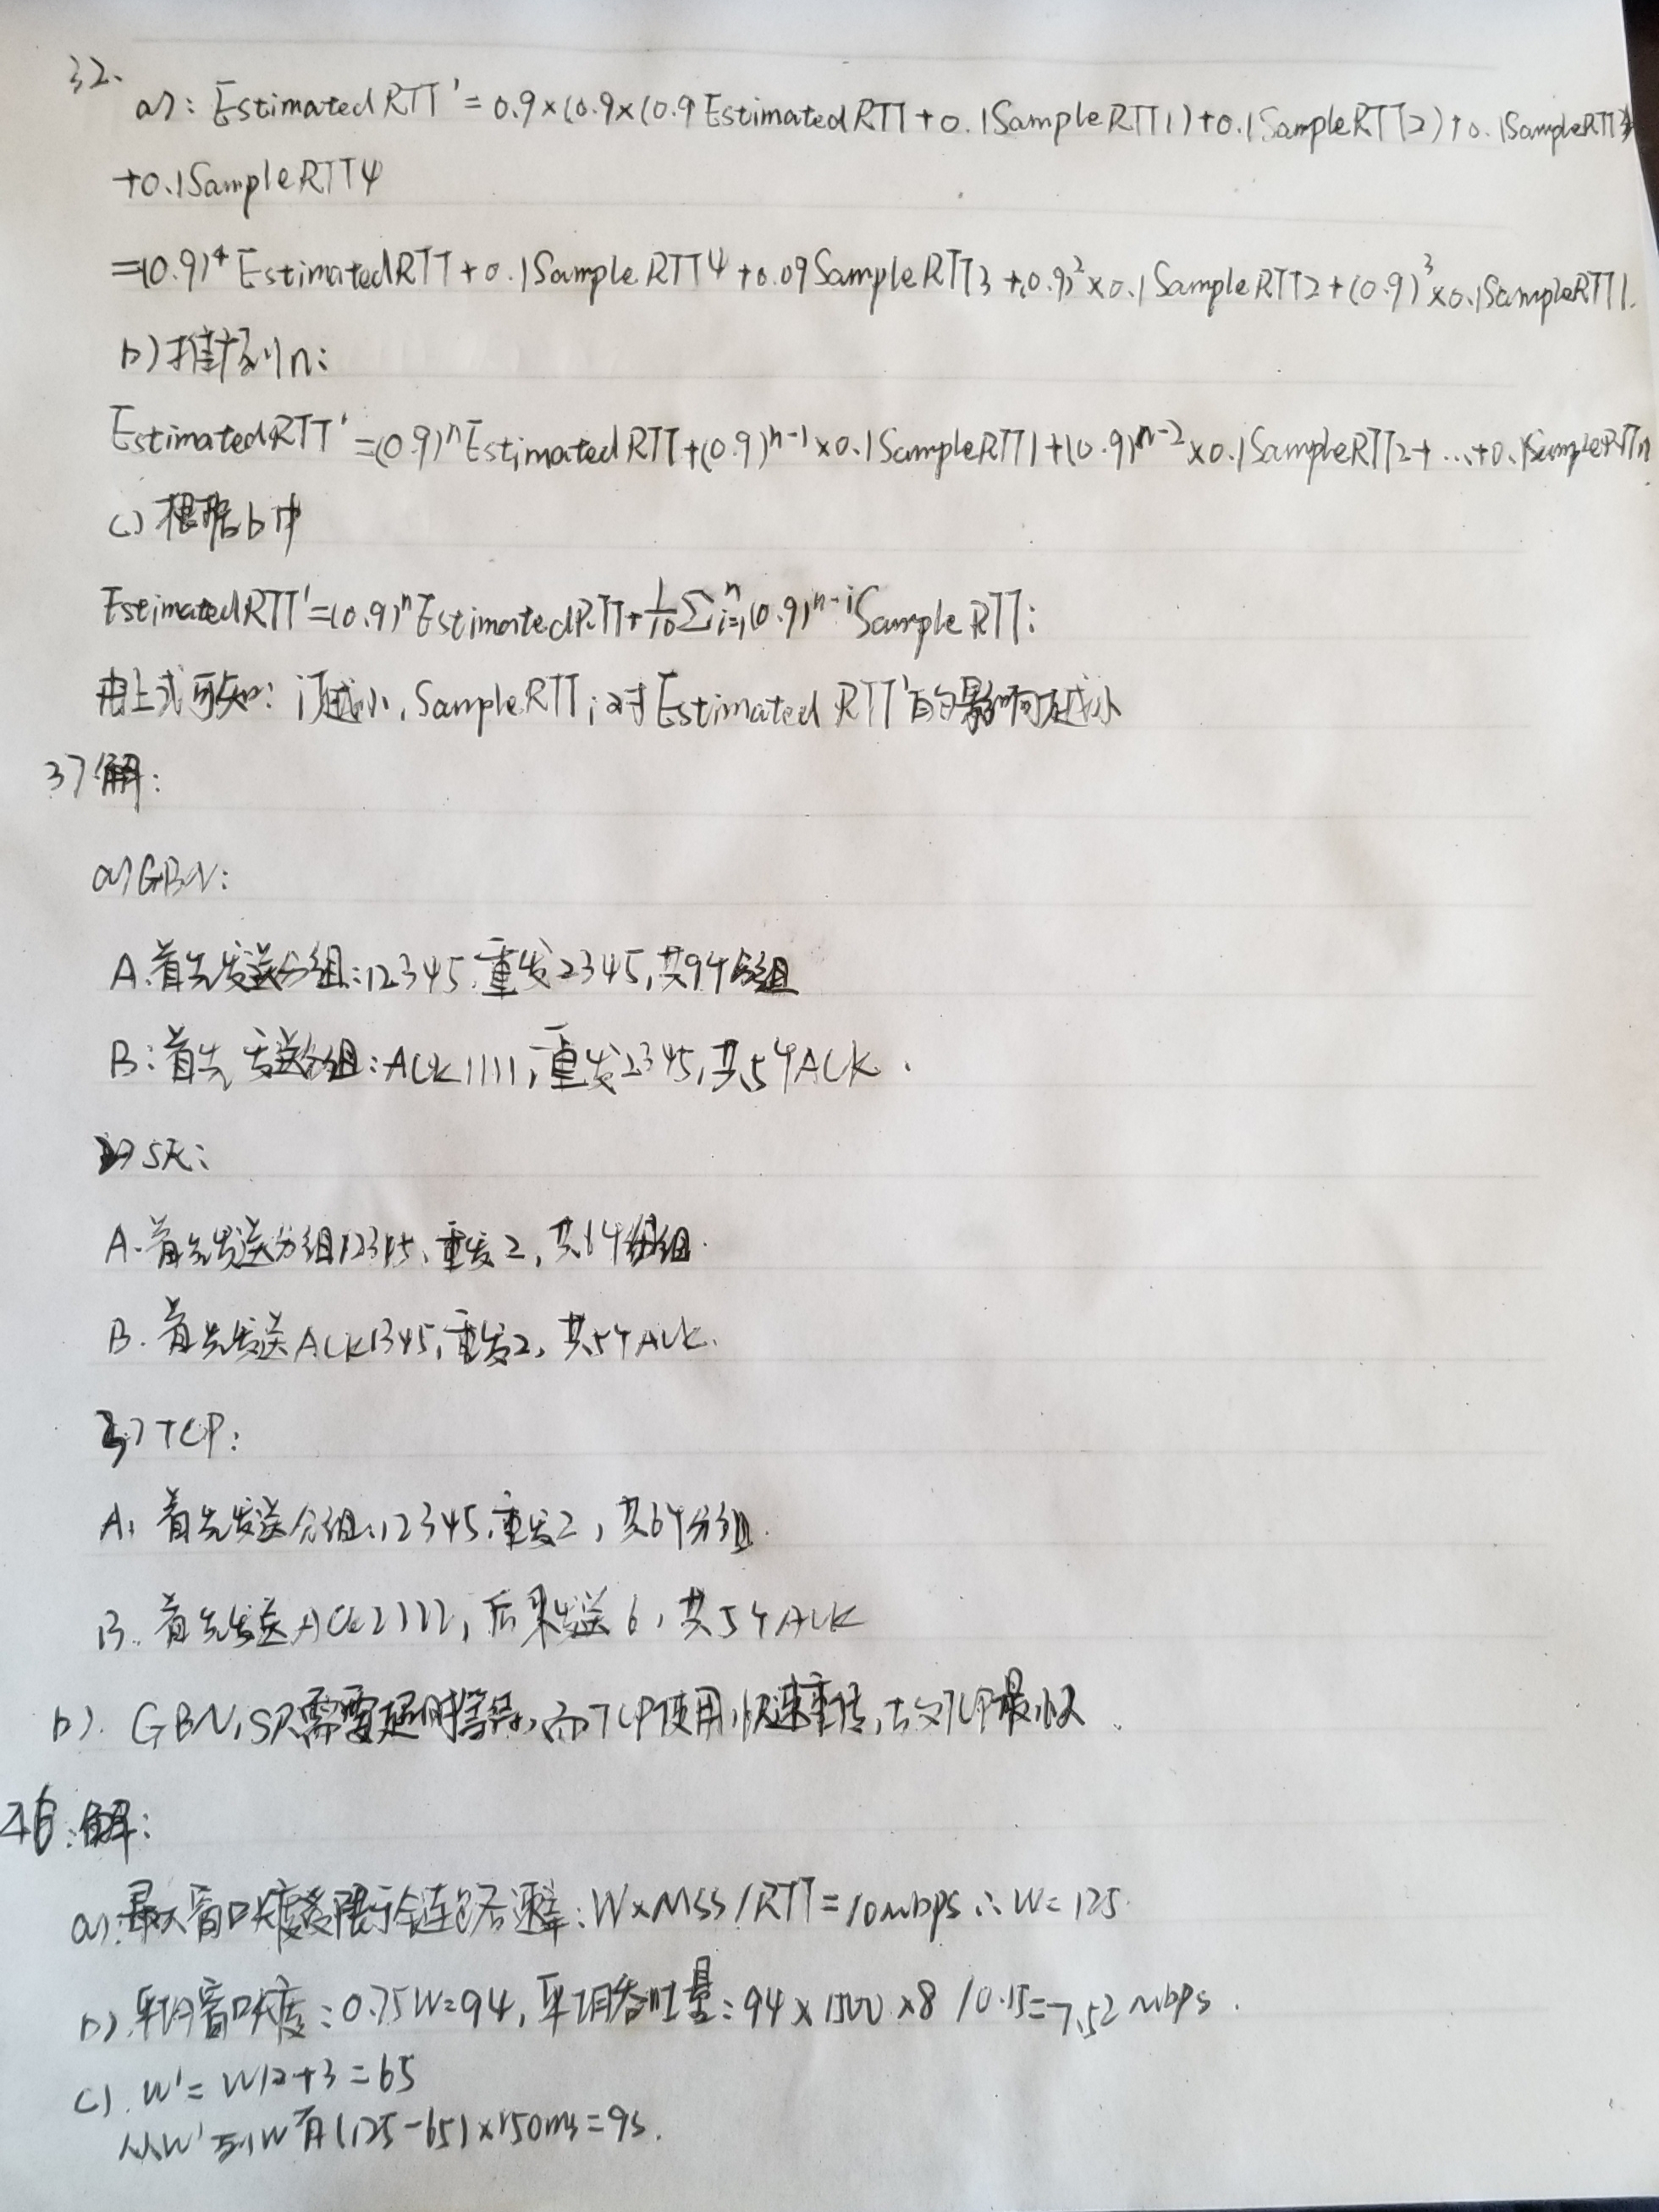 32.
a): EstimatedRTT' = 0.9×(0.9×(0.9EstimatedRTT+0.1SampleRTT1)+0.1SampleRTT2)+0.1SampleRTT3
+0.1SampleRTT4
=(0.9)⁴EstimatedRTT+0.1SampleRTT4+0.09SampleRTT3+(0.9)²×0.1SampleRTT2+(0.9)³×0.1SampleRTT1.
b)推广到n:
EstimatedRTT'=(0.9)ⁿEstimatedRTT+(0.9)ⁿ⁻¹×0.1SampleRTT1+(0.9)ⁿ⁻²×0.1SampleRTT2+...+0.1SampleRTTn
c)根据b中
EstimatedRTT'=(0.9)ⁿEstimatedRTT+1/10∑ⁿi=1(0.9)ⁿ⁻ⁱSampleRTTi
由上式可知: i越小,SampleRTTi对EstimatedRTT'的影响越小
37解:
a)GBN:
A.首先发送分组:12345.重发2345,共9个分组
B:首先发送分组:ACK1111,重发2345,共5个ACK.
2)SR:
A.首先发送分组12345,重发2,共6个分组.
B.首先发送ACK1345,重发2,共5个ACK.
3)TCP:
A.首先发送分组:12345.重发2,共6个分组.
B.首先发送ACK2222,后来发送6,共5个ACK
b).GBN,SR需要超时等待,而TCP使用快速重传,故TCP最快.
46.解:
a).最大窗口长度受限于链路速率:W×MSS/RTT=10mbps∴W=125.
b).平均窗口长度:0.75W=94,平均吞吐量:94×1500×8/0.15=7.52mbps.
c).W'=W/2+3=65
从W'到W有(125-65)×150ms=9s.